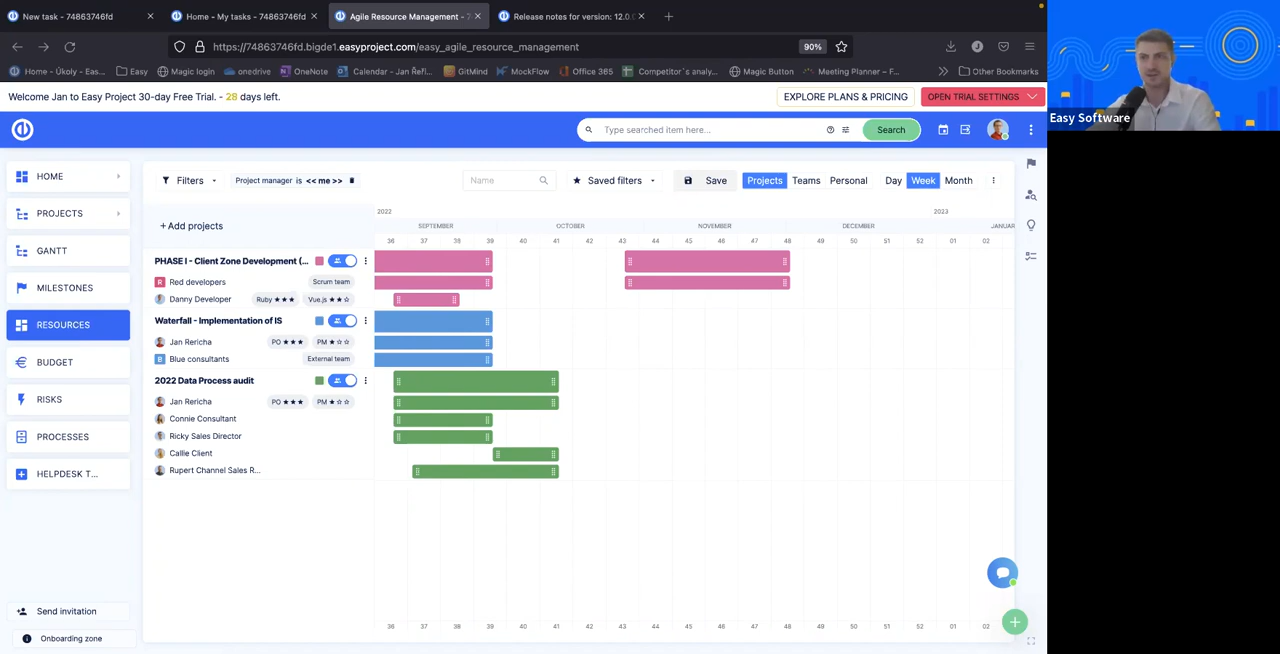 New task - 74863746fd
Home - My tasks - 74863746fd
Agile Resource Management - 7
Release notes for version: 12.0.
https://74863746fd.bigde1.easyproject.com/easy_agile_resource_management
90%
Home - Úkoly - Eas...
Easy
Magic login
onedrive
OneNote
Calendar - Jan Řeři...
GitMind
MockFlow
Office 365
Competitor´s analy...
Magic Button
Meeting Planner – F...
Other Bookmarks
Welcome Jan to Easy Project 30-day Free Trial. - 28 days left.
EXPLORE PLANS & PRICING
OPEN TRIAL SETTINGS
Easy Software
Type searched item here...
Search
HOME
PROJECTS
GANTT
MILESTONES
RESOURCES
BUDGET
RISKS
PROCESSES
HELPDESK T...
Send invitation
Onboarding zone
Filters
Project manager is << me >>
Name
Saved filters
Save
Projects
Teams
Personal
Day
Week
Month
+ Add projects
2022 2023
SEPTEMBER OCTOBER NOVEMBER DECEMBER JANUAR
36 37 38 39 40 41 42 43 44 45 46 47 48 49 50 51 52 01 02
PHASE I - Client Zone Development (...
R Red developers Scrum team
Danny Developer Ruby ★★★ Vue.js ★★☆
Waterfall - Implementation of IS
Jan Rericha PO ★★★ PM ★☆☆
B Blue consultants External team
2022 Data Process audit
Jan Rericha PO ★★★ PM ★☆☆
Connie Consultant
Ricky Sales Director
Callie Client
Rupert Channel Sales R...
36 37 38 39 40 41 42 43 44 45 46 47 48 49 50 51 52 01 02